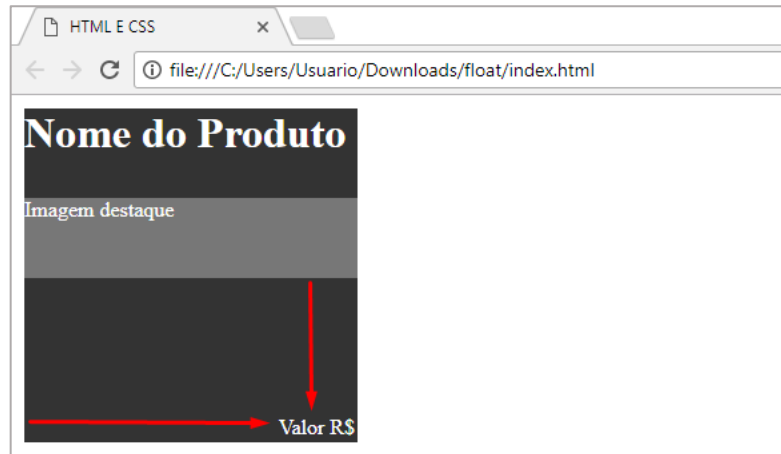 HTML E CSS
file:///C:/Users/Usuario/Downloads/float/index.html
Nome do Produto
Imagem destaque
Valor R$